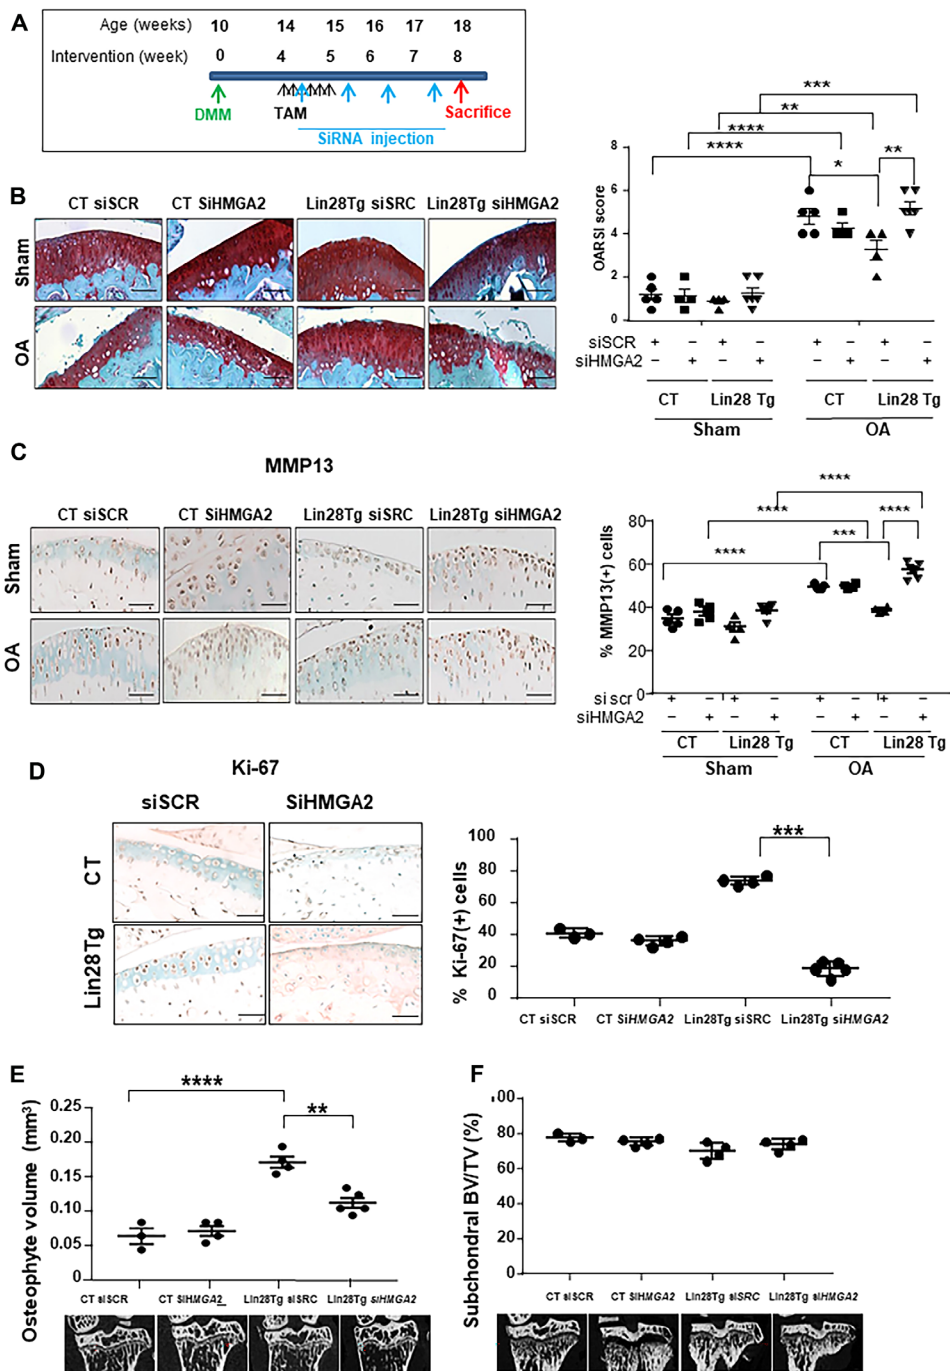 A
Age (weeks) 10 14 15 16 17 18
Intervention (week) 0 4 5 6 7 8
DMM TAM Sacrifice
SiRNA injection
B
CT siSCR CT SiHMGA2 Lin28Tg siSRC Lin28Tg siHMGA2
Sham
OA
OARSI score
8
6
4
2
0
****
****
**
***
*
**
siSCR + − + − + − + −
siHMGA2 − + − + − + − +
CT Lin28 Tg CT Lin28 Tg
Sham OA
C
MMP13
CT siSCR CT SiHMGA2 Lin28Tg siSRC Lin28Tg siHMGA2
Sham
OA
% MMP13(+) cells
80
60
40
20
0
****
****
****
***
****
si scr + − + − + − + −
siHMGA2 − + − + − + − +
CT Lin28 Tg CT Lin28 Tg
Sham OA
D
Ki-67
siSCR SiHMGA2
CT
Lin28Tg
% Ki-67(+) cells
100
80
60
40
20
0
***
CT siSCR CT SiHMGA2 Lin28Tg siSRC Lin28Tg siHMGA2
E
Osteophyte volume (mm³)
0.25
0.20
0.15
0.10
0.05
0
****
**
CT siSCR CT SiHMGA2_ Lin28Tg siSRC Lin28Tg siHMGA2
F
Subchondral BV/TV (%)
00
80
60
40
20
0
CT siSCR CT SiHMGA2 Lin28Tg siSRC Lin28Tg siHMGA2